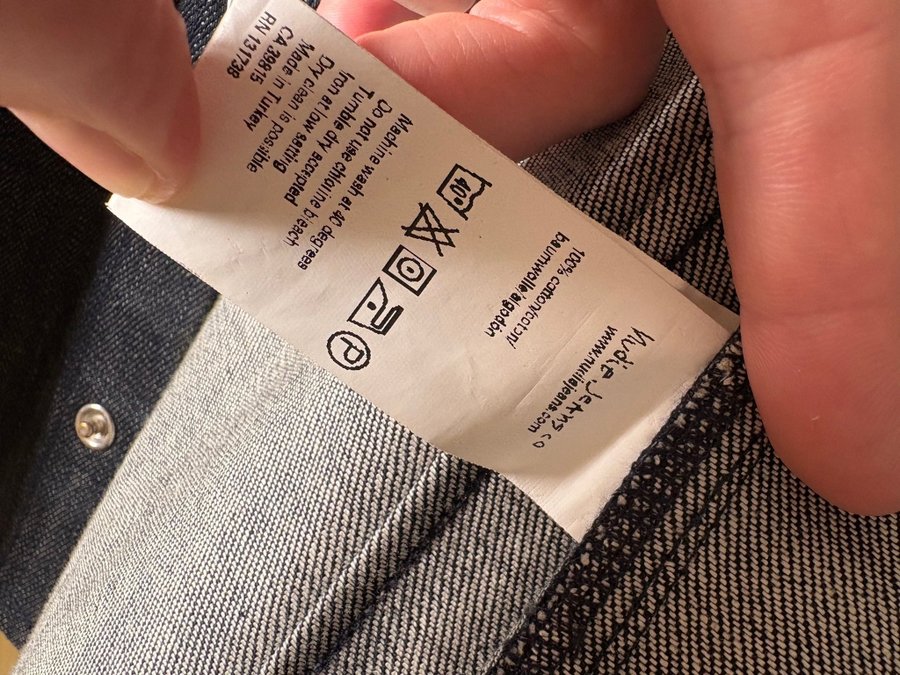 Nudie Jeans co
www.nudiejeans.com
100% cotton/coton/
baumwolle/algodón
40°
P
Machine wash at 40 degrees
Do not use chlorine bleach
Tumble dry accepted
Iron at low setting
Dry clean is possible
Made in Turkey
CA 39815
RN 131738